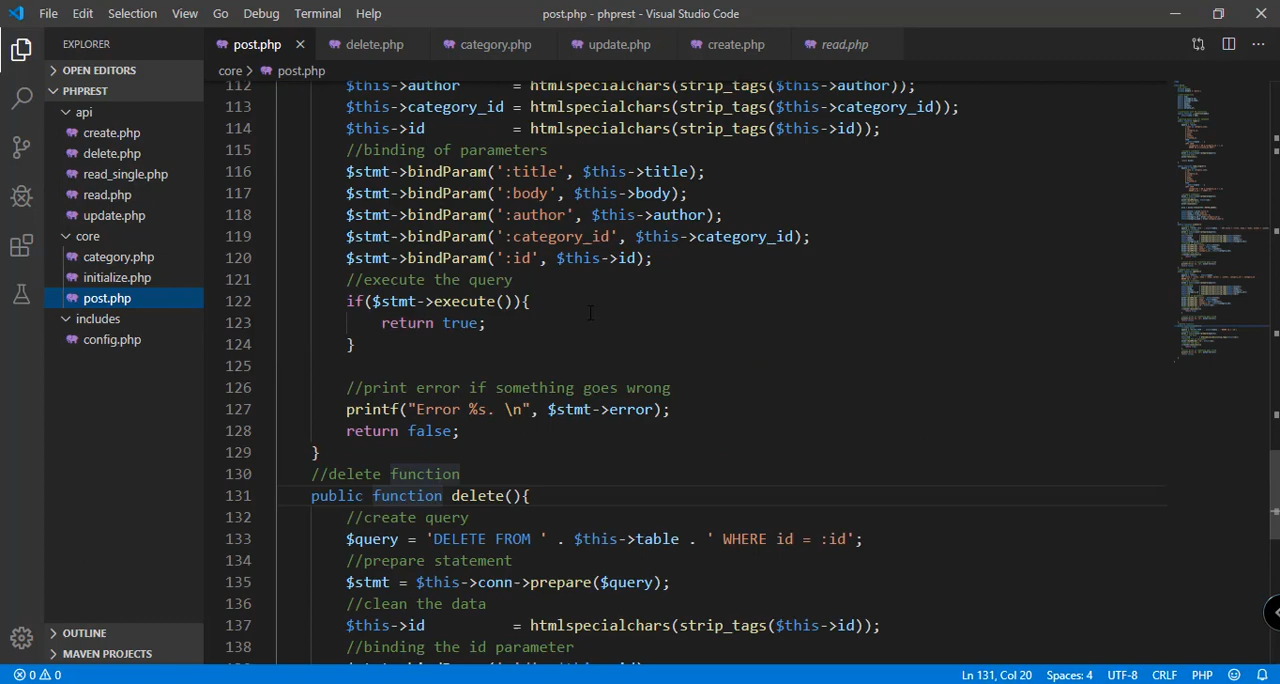 File Edit Selection View Go Debug Terminal Help post.php - phprest - Visual Studio Code
EXPLORER
post.php delete.php category.php update.php create.php read.php
OPEN EDITORS
PHPREST
api
create.php
delete.php
read_single.php
read.php
update.php
core
category.php
initialize.php
post.php
includes
config.php
OUTLINE
MAVEN PROJECTS
core > post.php
112 $this->author = htmlspecialchars(strip_tags($this->author));
113 $this->category_id = htmlspecialchars(strip_tags($this->category_id));
114 $this->id = htmlspecialchars(strip_tags($this->id));
115 //binding of parameters
116 $stmt->bindParam(':title', $this->title);
117 $stmt->bindParam(':body', $this->body);
118 $stmt->bindParam(':author', $this->author);
119 $stmt->bindParam(':category_id', $this->category_id);
120 $stmt->bindParam(':id', $this->id);
121 //execute the query
122 if($stmt->execute()){
123 return true;
124 }
125
126 //print error if something goes wrong
127 printf("Error %s. \n", $stmt->error);
128 return false;
129 }
130 //delete function
131 public function delete(){
132 //create query
133 $query = 'DELETE FROM ' . $this->table . ' WHERE id = :id';
134 //prepare statement
135 $stmt = $this->conn->prepare($query);
136 //clean the data
137 $this->id = htmlspecialchars(strip_tags($this->id));
138 //binding the id parameter
0 0 Ln 131, Col 20 Spaces: 4 UTF-8 CRLF PHP